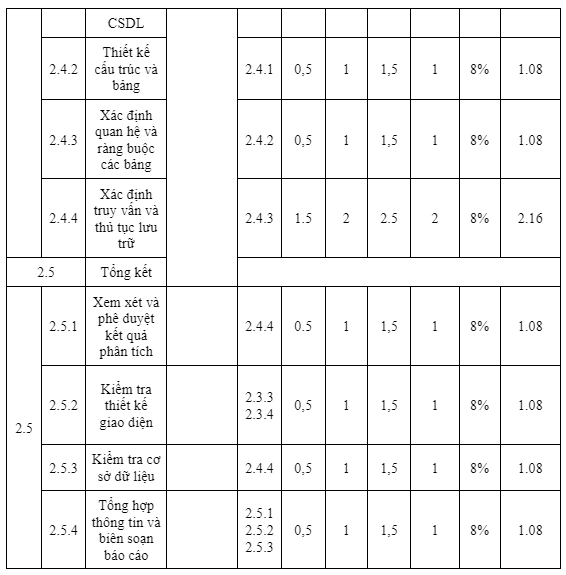 CSDL
2.4.2 Thiết kế cấu trúc và bảng 2.4.1 0,5 1 1,5 1 8% 1.08
2.4.3 Xác định quan hệ và ràng buộc các bảng 2.4.2 0,5 1 1,5 1 8% 1.08
2.4.4 Xác định truy vấn và thủ tục lưu trữ 2.4.3 1.5 2 2.5 2 8% 2.16
2.5 Tổng kết
2.5 2.5.1 Xem xét và phê duyệt kết quả phân tích 2.4.4 0.5 1 1,5 1 8% 1.08
2.5.2 Kiểm tra thiết kế giao diện 2.3.3 2.3.4 0,5 1 1,5 1 8% 1.08
2.5.3 Kiểm tra cơ sở dữ liệu 2.4.4 0,5 1 1,5 1 8% 1.08
2.5.4 Tổng hợp thông tin và biên soạn báo cáo 2.5.1 2.5.2 2.5.3 0,5 1 1,5 1 8% 1.08